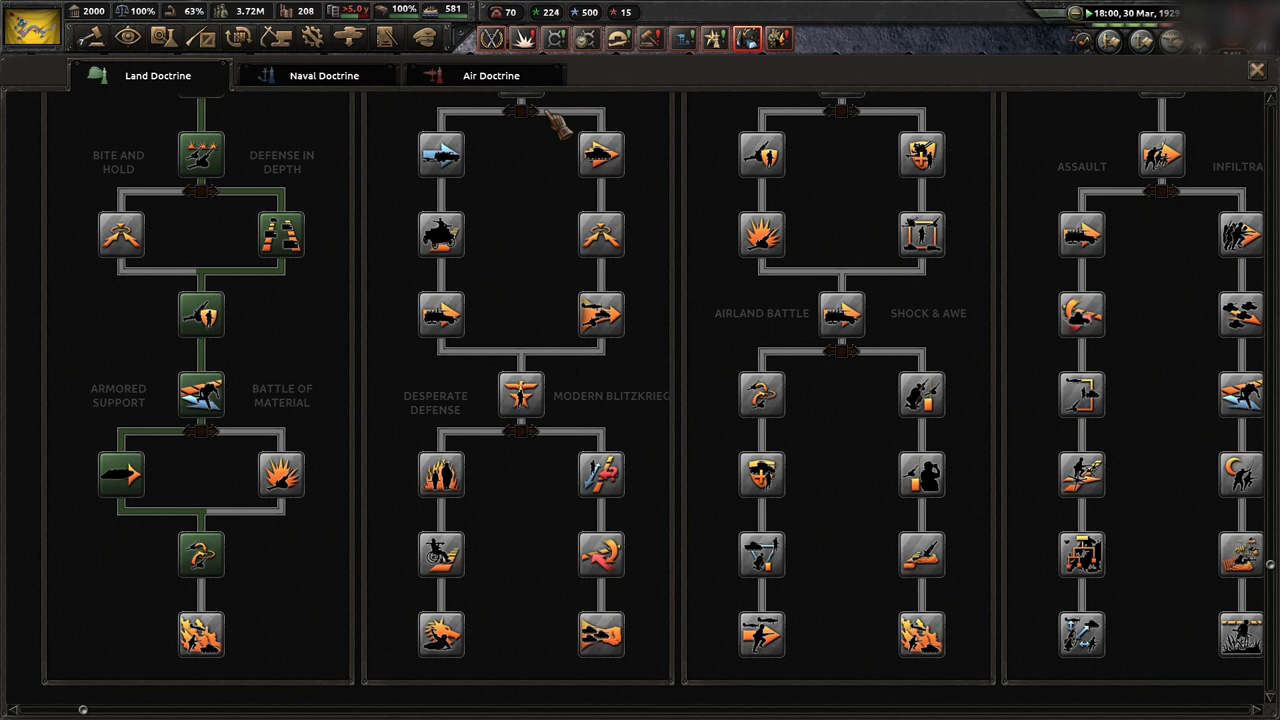 2000 100% 63% 3.72M 208 >5.0 y 100% 581 70 224 500 15 18:00, 30 Mar, 1929
7
Land Doctrine Naval Doctrine Air Doctrine
BITE AND
HOLD
DEFENSE IN
DEPTH
ARMORED
SUPPORT
BATTLE OF
MATERIAL
DESPERATE
DEFENSE
MODERN BLITZKRIEG
AIRLAND BATTLE
SHOCK & AWE
ASSAULT
INFILTRA